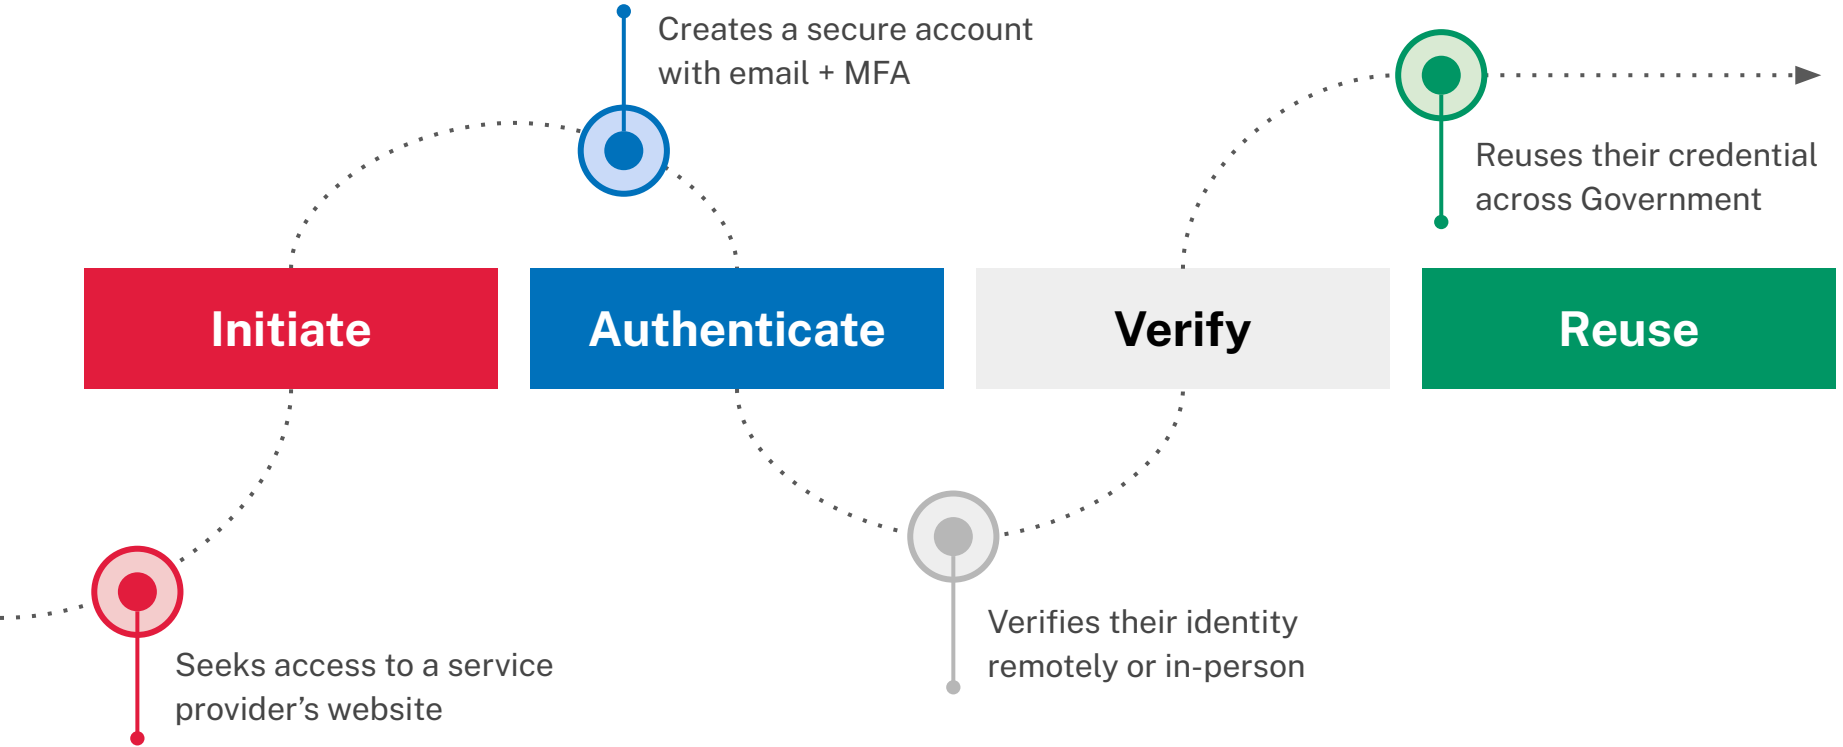 Creates a secure account
with email + MFA
Reuses their credential
across Government
Initiate
Authenticate
Verify
Reuse
Verifies their identity
remotely or in-person
Seeks access to a service
provider’s website